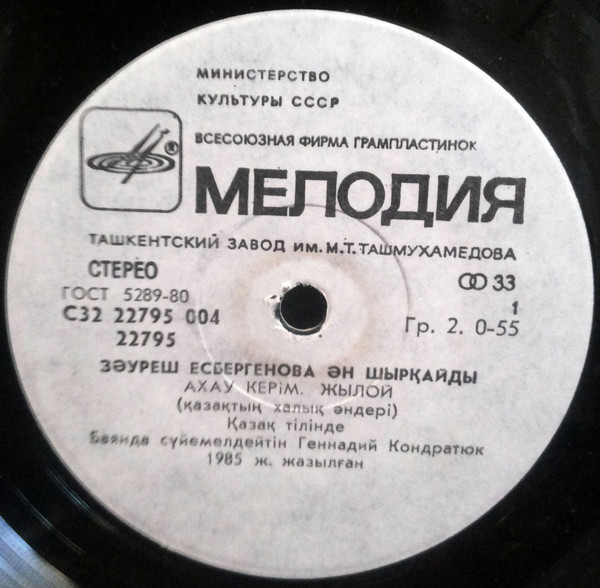 МИНИСТЕРСТВО
КУЛЬТУРЫ СССР
ВСЕСОЮЗНАЯ ФИРМА ГРАМПЛАСТИНОК
®
МЕЛОДИЯ
ТАШКЕНТСКИЙ ЗАВОД ИМ. М.Т. ТАШМУХАМЕДОВА
СТЕРЕО
33
ГОСТ 5289-80
1
С32 22795 004
Гр. 2. 0-55
22795
ЗӘУРЕШ ЕСБЕРГЕНОВА ӘН ШЫРҚАЙДЫ
АХАУ КЕРІМ. ЖЫЛОЙ
(қазақтың халық әндері)
Қазақ тілінде
Баянда сүйемелдейтін Геннадий Кондратюк
1985 ж. жазылған